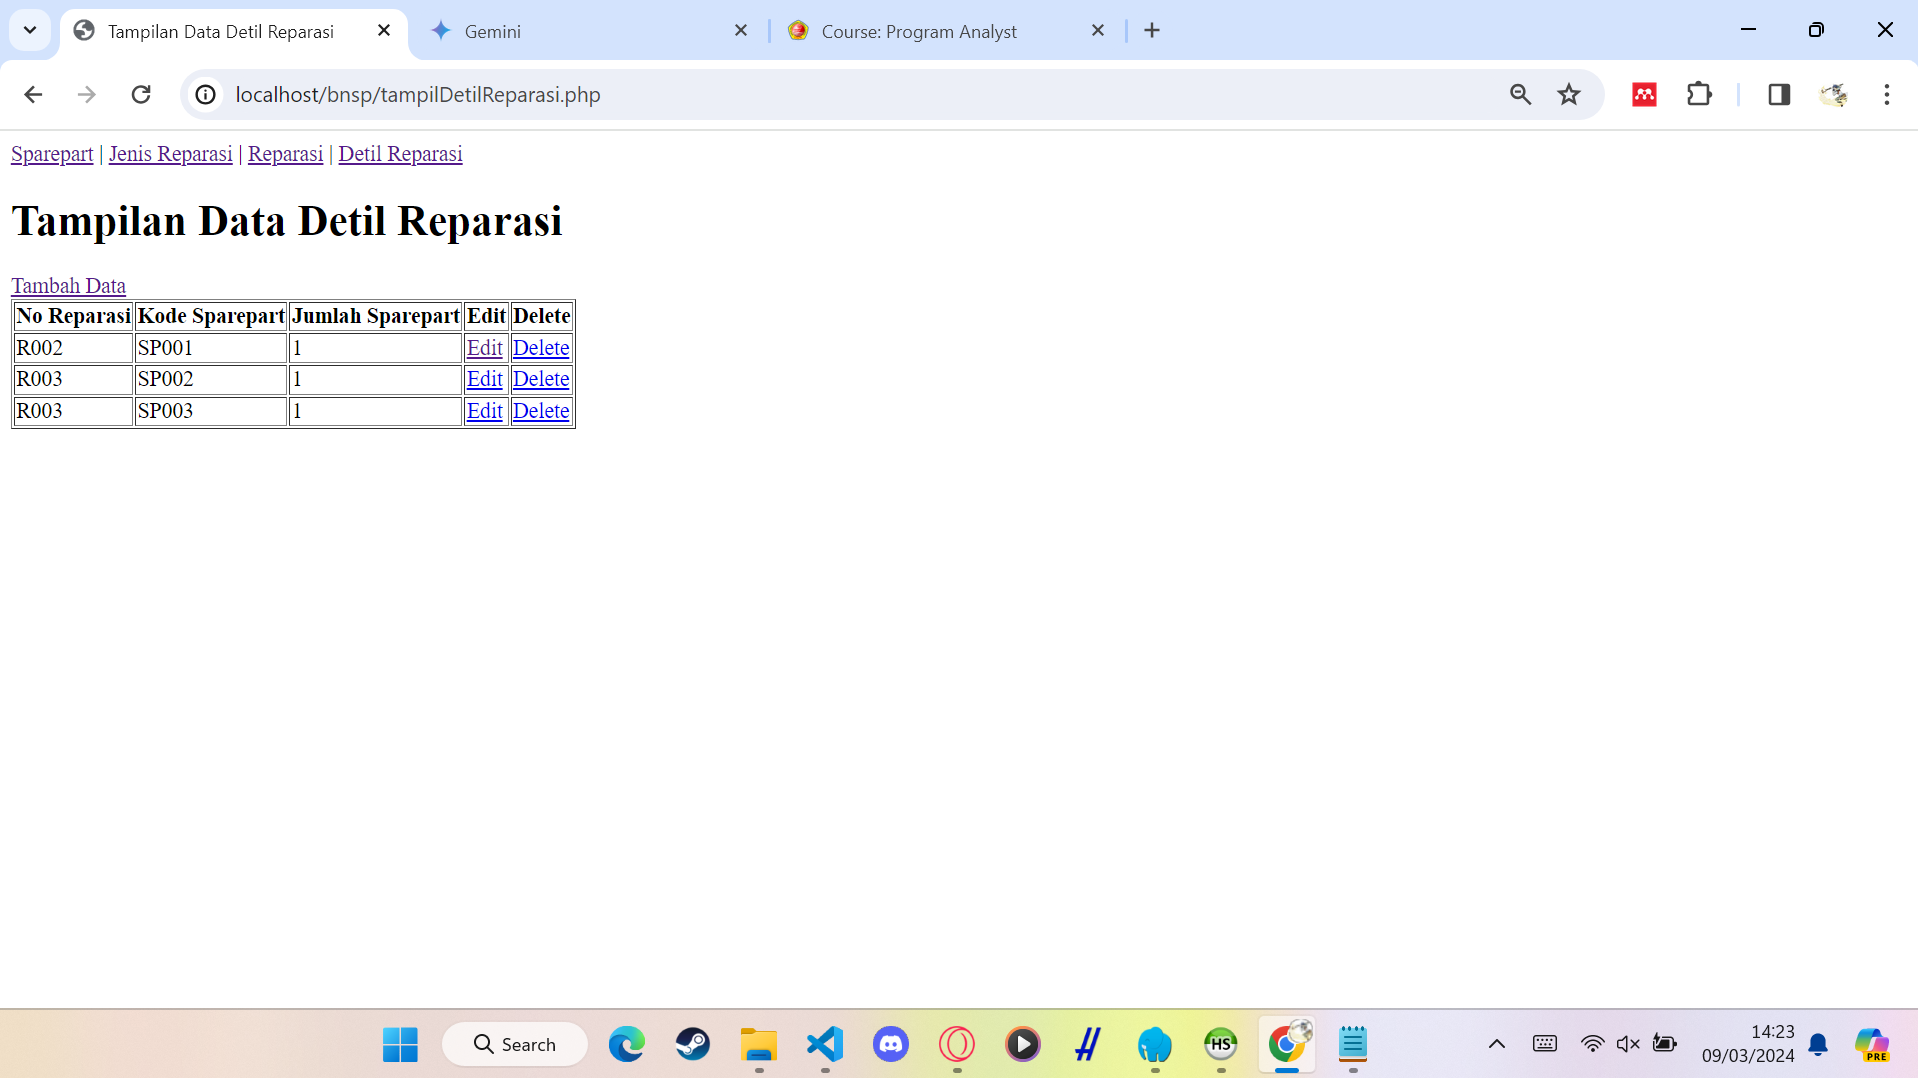 Tampilan Data Detil Reparasi
Gemini
Course: Program Analyst
localhost/bnsp/tampilDetilReparasi.php
Sparepart | Jenis Reparasi | Reparasi | Detil Reparasi
Tampilan Data Detil Reparasi
Tambah Data
No Reparasi Kode Sparepart Jumlah Sparepart Edit Delete
R002 SP001 1 Edit Delete
R003 SP002 1 Edit Delete
R003 SP003 1 Edit Delete
Search
HS
14:23
09/03/2024
PRE